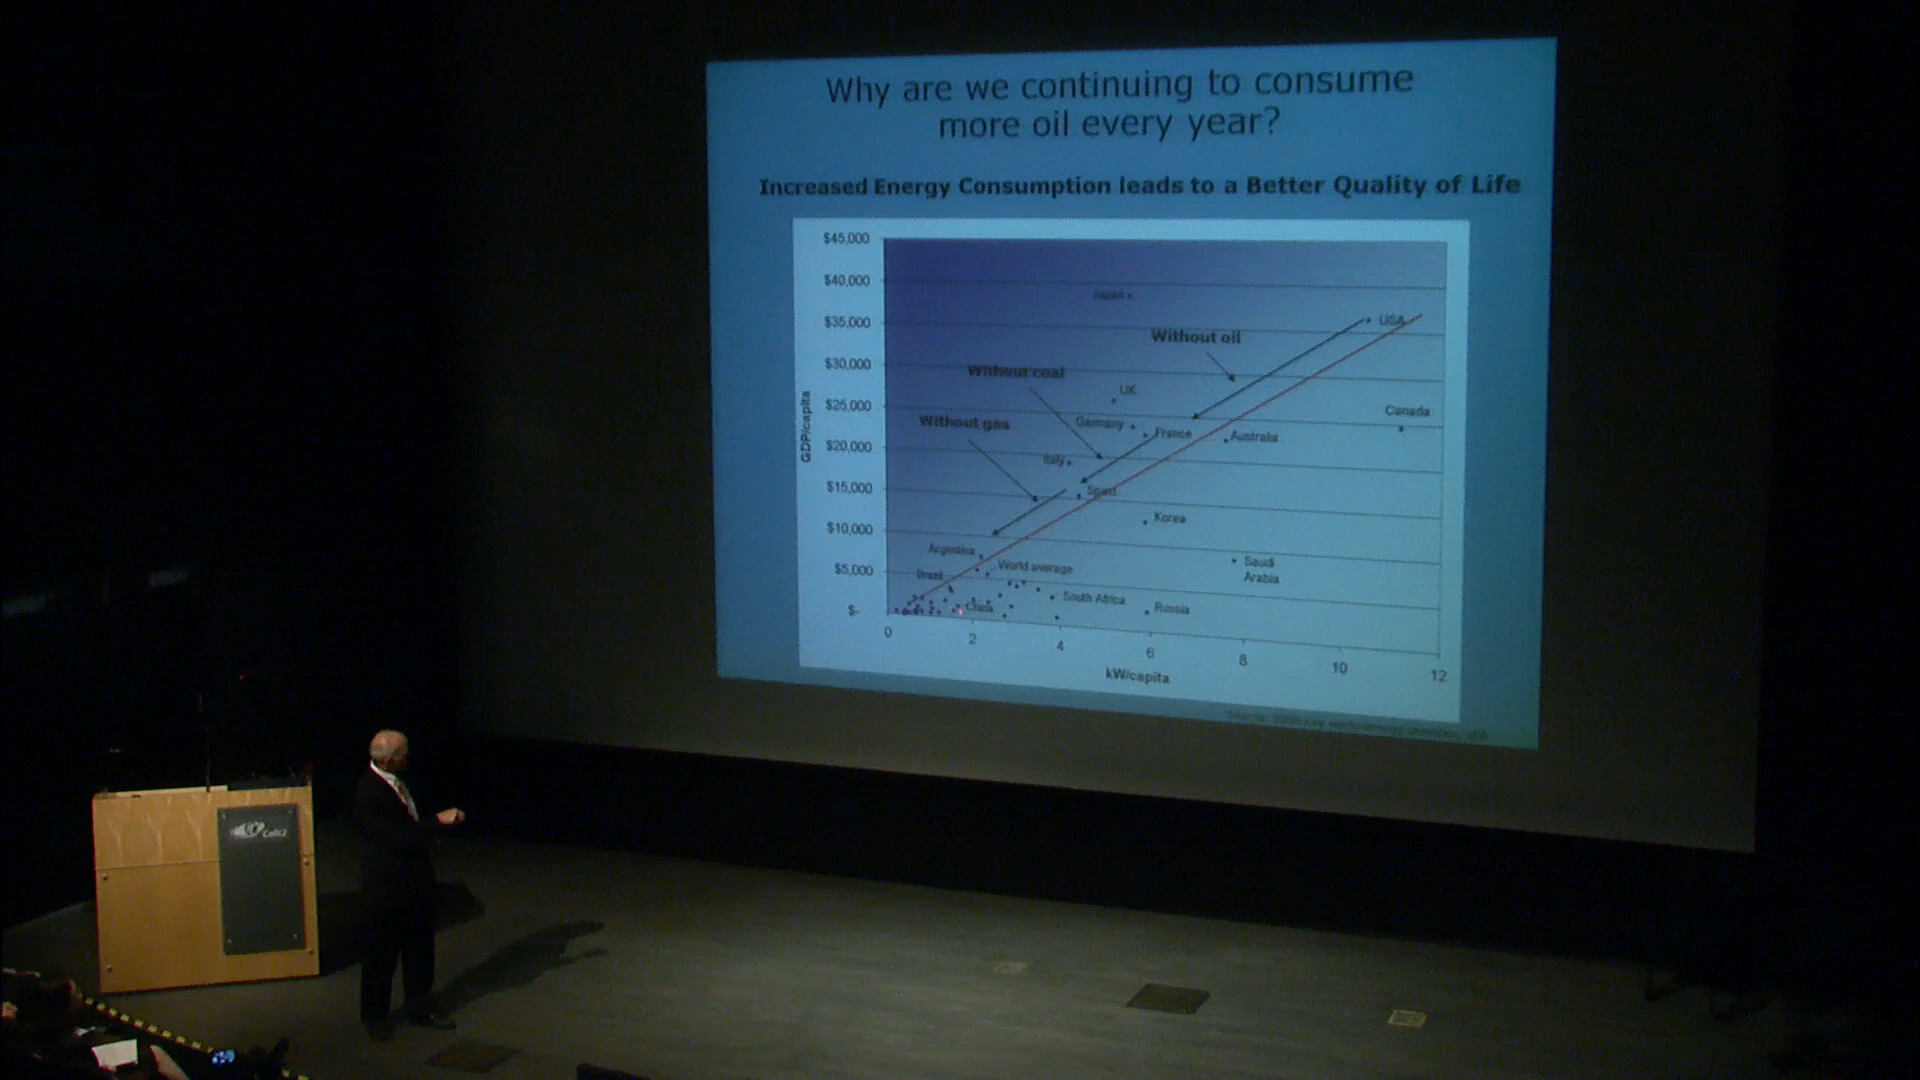 Why are we continuing to consume
more oil every year?
Increased Energy Consumption leads to a Better Quality of Life
$45,000
$40,000
$35,000
$30,000
$25,000
$20,000
$15,000
$10,000
$5,000
$-
GDP/capita
Japan
USA
Without oil
Without coal
UK
Canada
Without gas
Germany
France
Australia
Italy
Spain
Korea
Argentina
World average
Saudi
Arabia
Brazil
South Africa
China
Russia
0
2
4
6
8
10
12
kW/capita
Calit2